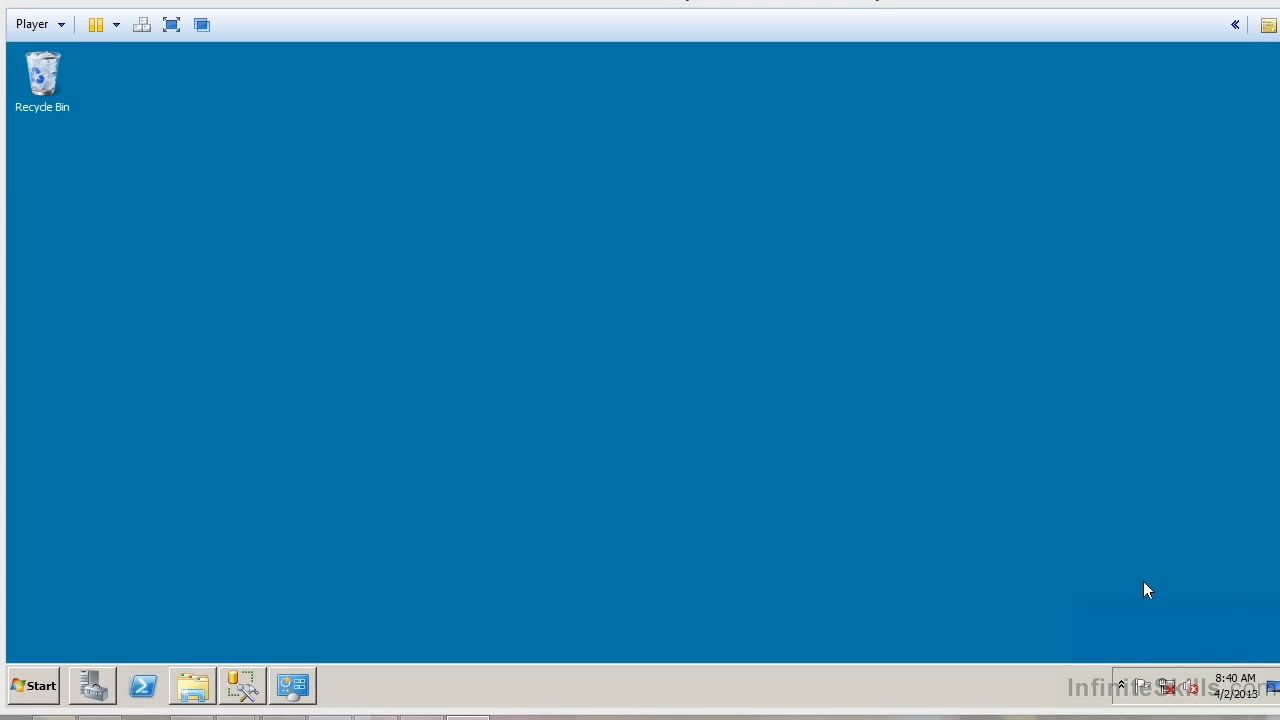 Player
Recycle Bin
Start
8:40 AM
4/2/2013
InfiniteSkills.com